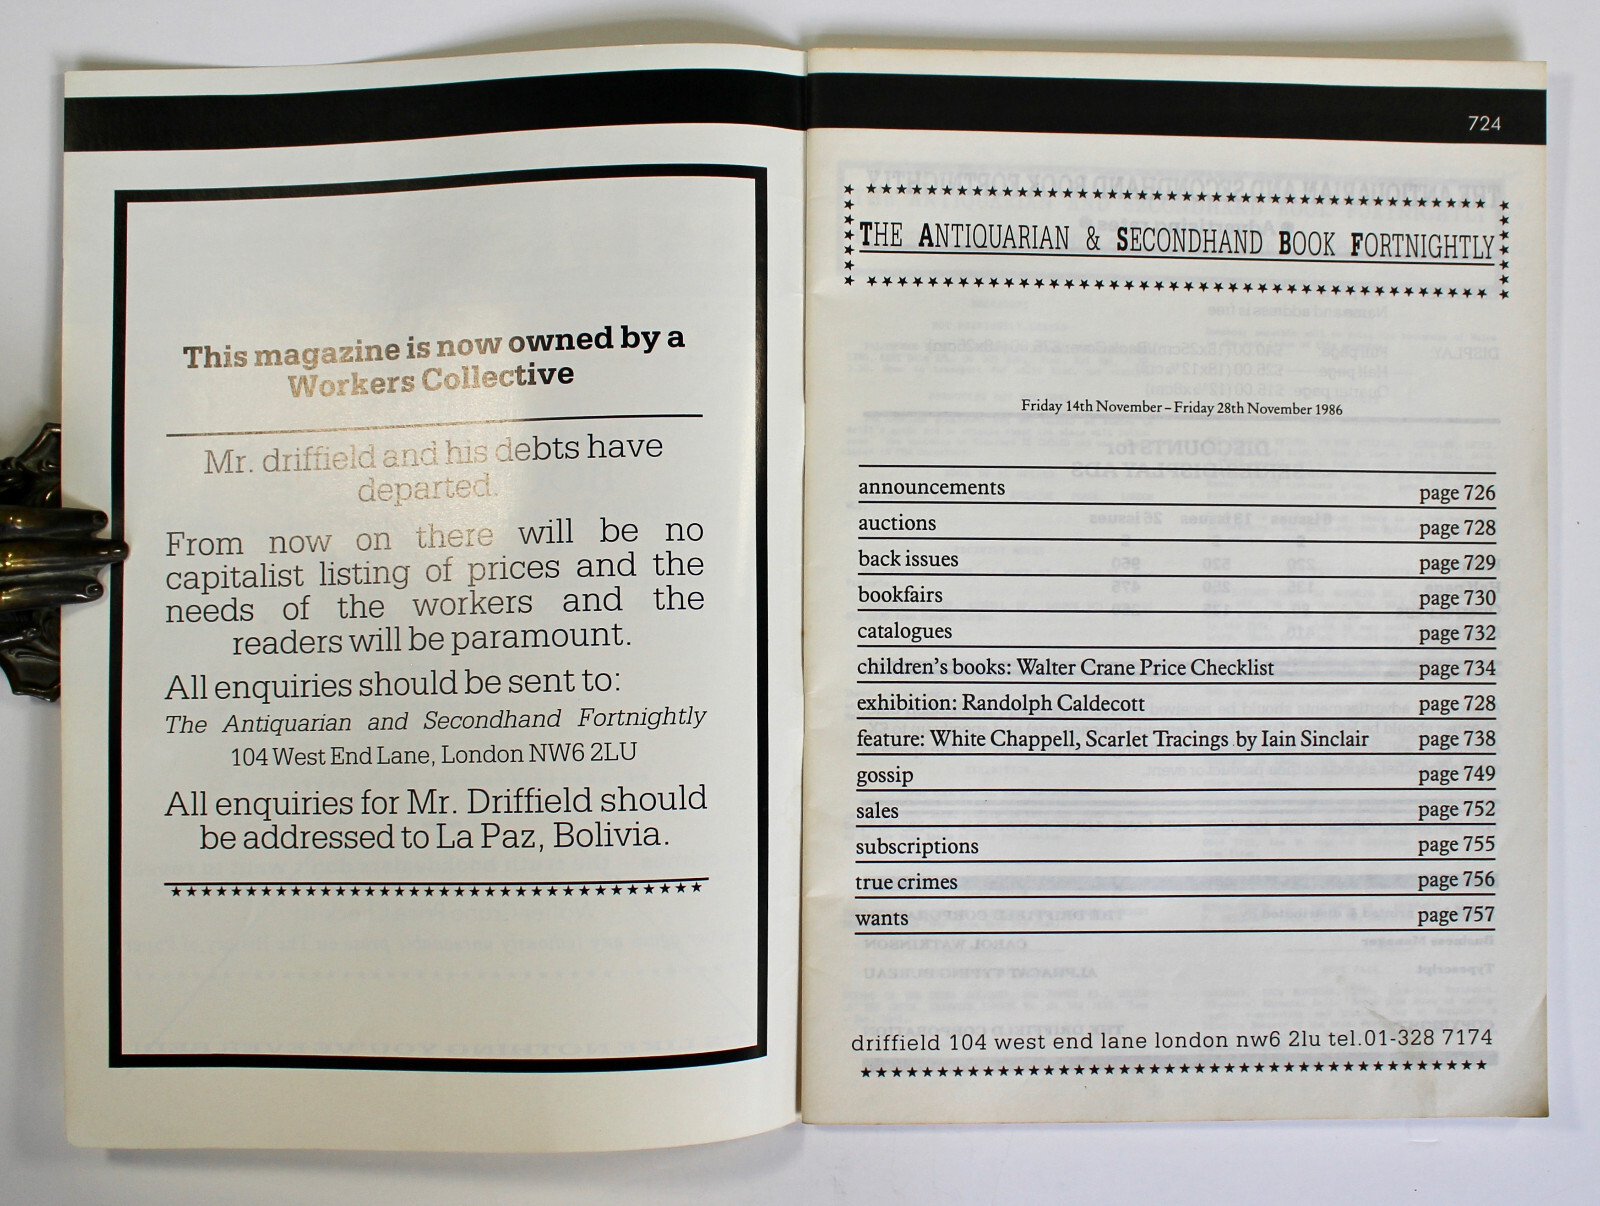 This magazine is now owned by a
Workers Collective
Mr. driffield and his debts have
departed.
From now on there will be no
capitalist listing of prices and the
needs of the workers and the
readers will be paramount.
All enquiries should be sent to:
The Antiquarian and Secondhand Fortnightly
104 West End Lane, London NW6 2LU
All enquiries for Mr. Driffield should
be addressed to La Paz, Bolivia.
724
THE ANTIQUARIAN & SECONDHAND BOOK FORTNIGHTLY
Friday 14th November – Friday 28th November 1986
announcements page 726
auctions page 728
back issues page 729
bookfairs page 730
catalogues page 732
children's books: Walter Crane Price Checklist page 734
exhibition: Randolph Caldecott page 728
feature: White Chappell, Scarlet Tracings by Iain Sinclair page 738
gossip page 749
sales page 752
subscriptions page 755
true crimes page 756
wants page 757
driffield 104 west end lane london nw6 2lu tel.01-328 7174